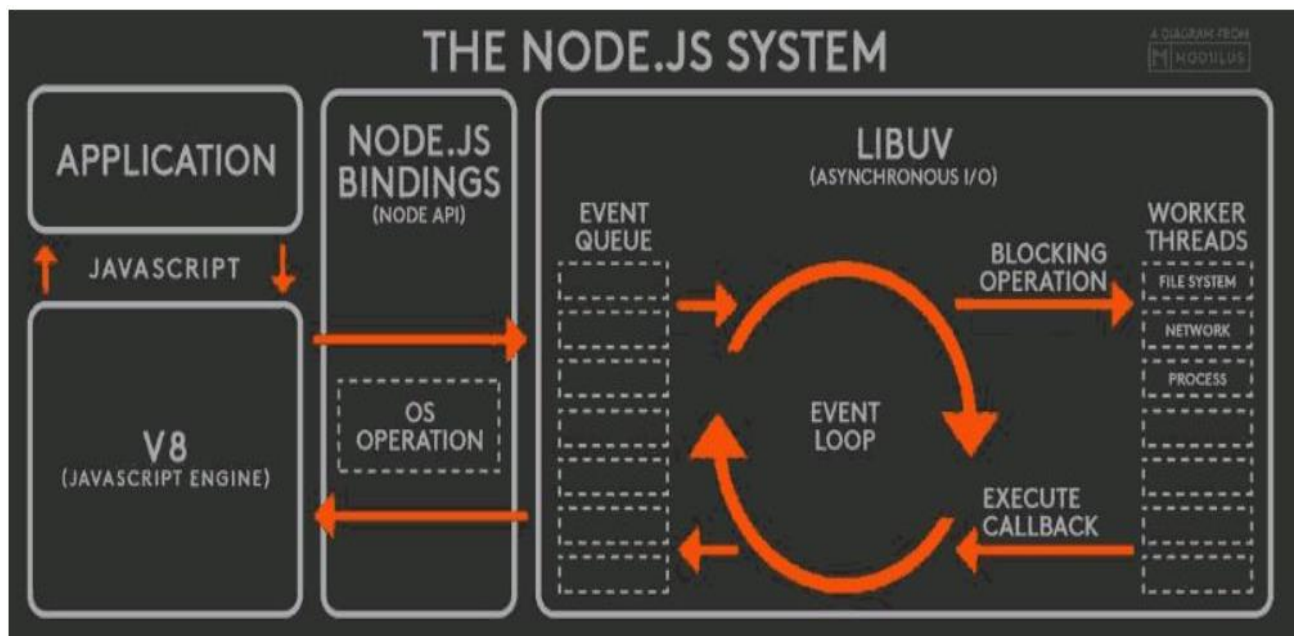 THE NODE.JS SYSTEM
A DIAGRAM FROM
M MODULUS
APPLICATION
JAVASCRIPT
V8
(JAVASCRIPT ENGINE)
NODE.JS
BINDINGS
(NODE API)
OS
OPERATION
LIBUV
(ASYNCHRONOUS I/O)
EVENT
QUEUE
EVENT
LOOP
BLOCKING
OPERATION
EXECUTE
CALLBACK
WORKER
THREADS
FILE SYSTEM
NETWORK
PROCESS